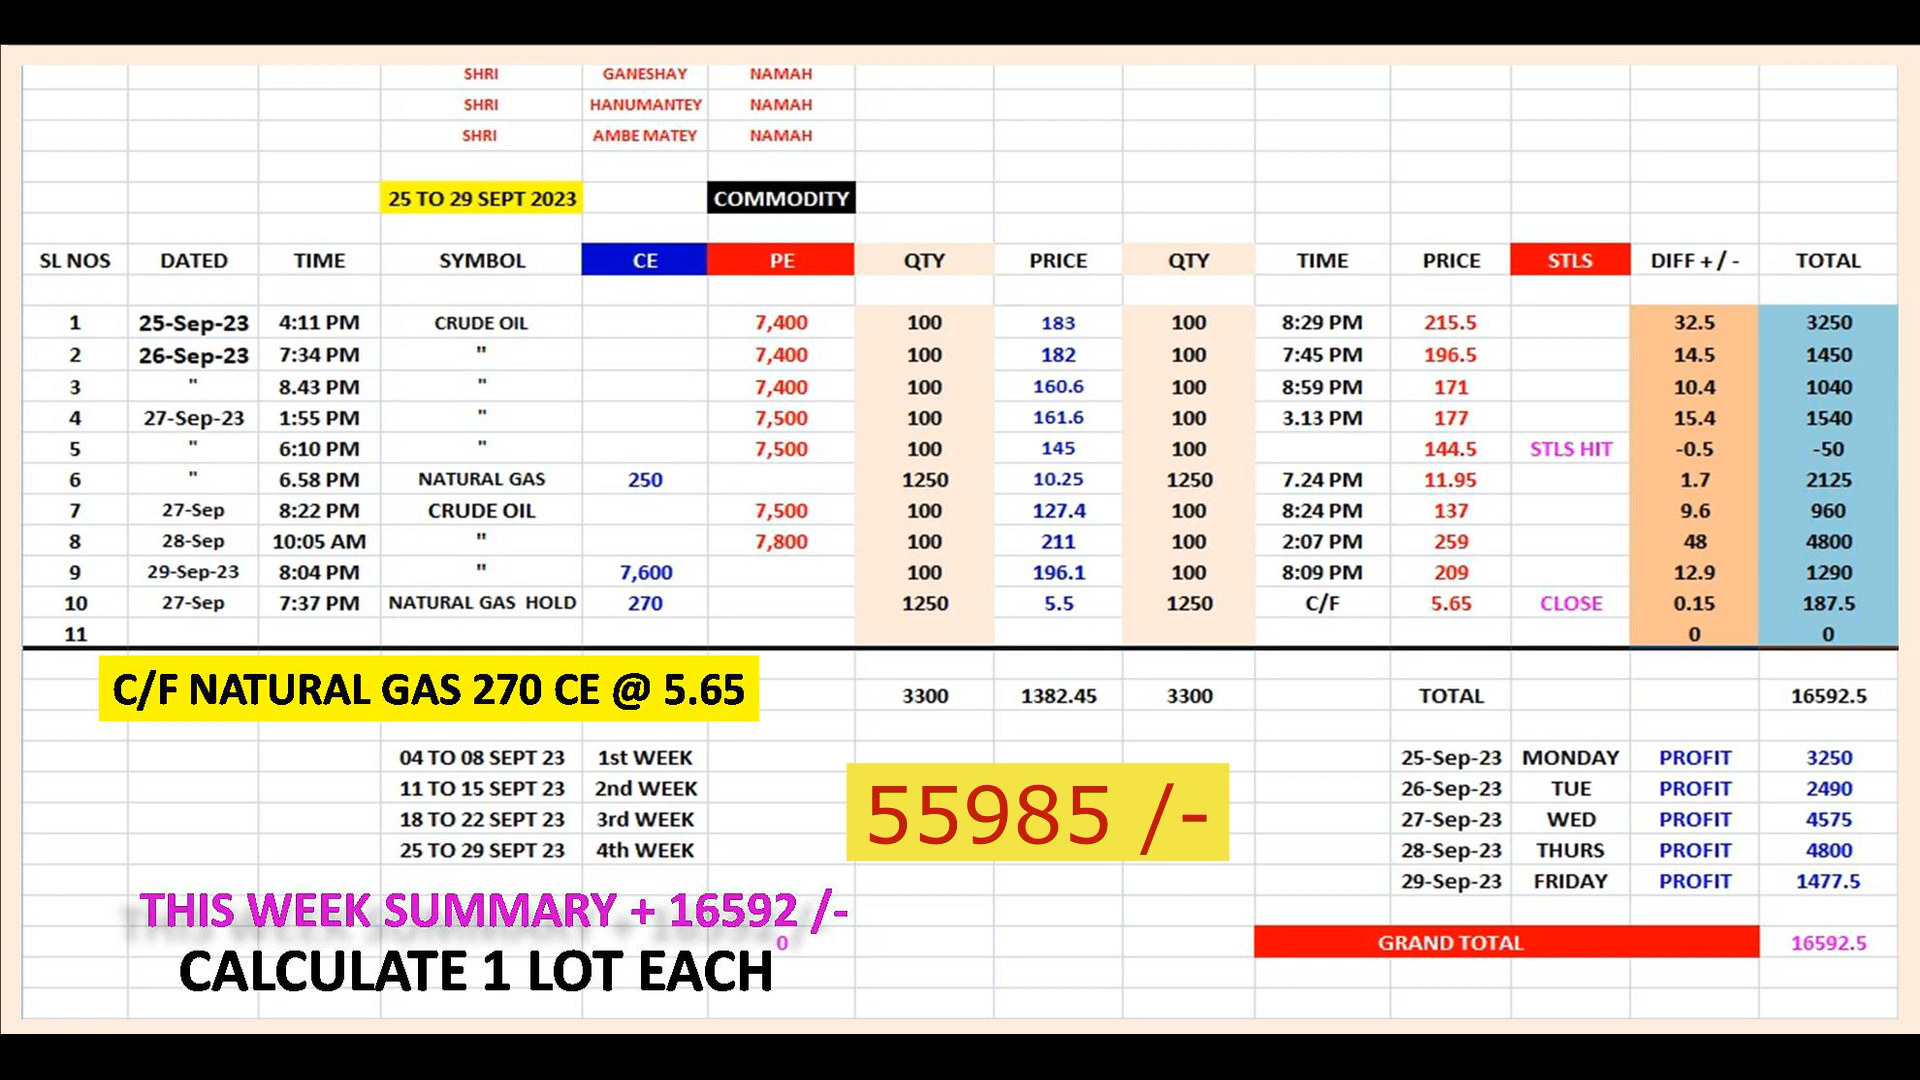 SHRI GANESHAY NAMAH
SHRI HANUMANTEY NAMAH
SHRI AMBE MATEY NAMAH
25 TO 29 SEPT 2023 COMMODITY
SL NOS DATED TIME SYMBOL CE PE QTY PRICE QTY TIME PRICE STLS DIFF + / - TOTAL
1 25-Sep-23 4:11 PM CRUDE OIL 7,400 100 183 100 8:29 PM 215.5 32.5 3250
2 26-Sep-23 7:34 PM " 7,400 100 182 100 7:45 PM 196.5 14.5 1450
3 " 8.43 PM " 7,400 100 160.6 100 8:59 PM 171 10.4 1040
4 27-Sep-23 1:55 PM " 7,500 100 161.6 100 3.13 PM 177 15.4 1540
5 " 6:10 PM " 7,500 100 145 100 144.5 STLS HIT -0.5 -50
6 " 6.58 PM NATURAL GAS 250 1250 10.25 1250 7.24 PM 11.95 1.7 2125
7 27-Sep 8:22 PM CRUDE OIL 7,500 100 127.4 100 8:24 PM 137 9.6 960
8 28-Sep 10:05 AM " 7,800 100 211 100 2:07 PM 259 48 4800
9 29-Sep-23 8:04 PM " 7,600 100 196.1 100 8:09 PM 209 12.9 1290
10 27-Sep 7:37 PM NATURAL GAS HOLD 270 1250 5.5 1250 C/F 5.65 CLOSE 0.15 187.5
11 0 0
C/F NATURAL GAS 270 CE @ 5.65 3300 1382.45 3300 TOTAL 16592.5
04 TO 08 SEPT 23 1st WEEK 25-Sep-23 MONDAY PROFIT 3250
11 TO 15 SEPT 23 2nd WEEK 26-Sep-23 TUE PROFIT 2490
18 TO 22 SEPT 23 3rd WEEK 55985 /- 27-Sep-23 WED PROFIT 4575
25 TO 29 SEPT 23 4th WEEK 28-Sep-23 THURS PROFIT 4800
29-Sep-23 FRIDAY PROFIT 1477.5
THIS WEEK SUMMARY + 16592 /-
0 GRAND TOTAL 16592.5
CALCULATE 1 LOT EACH